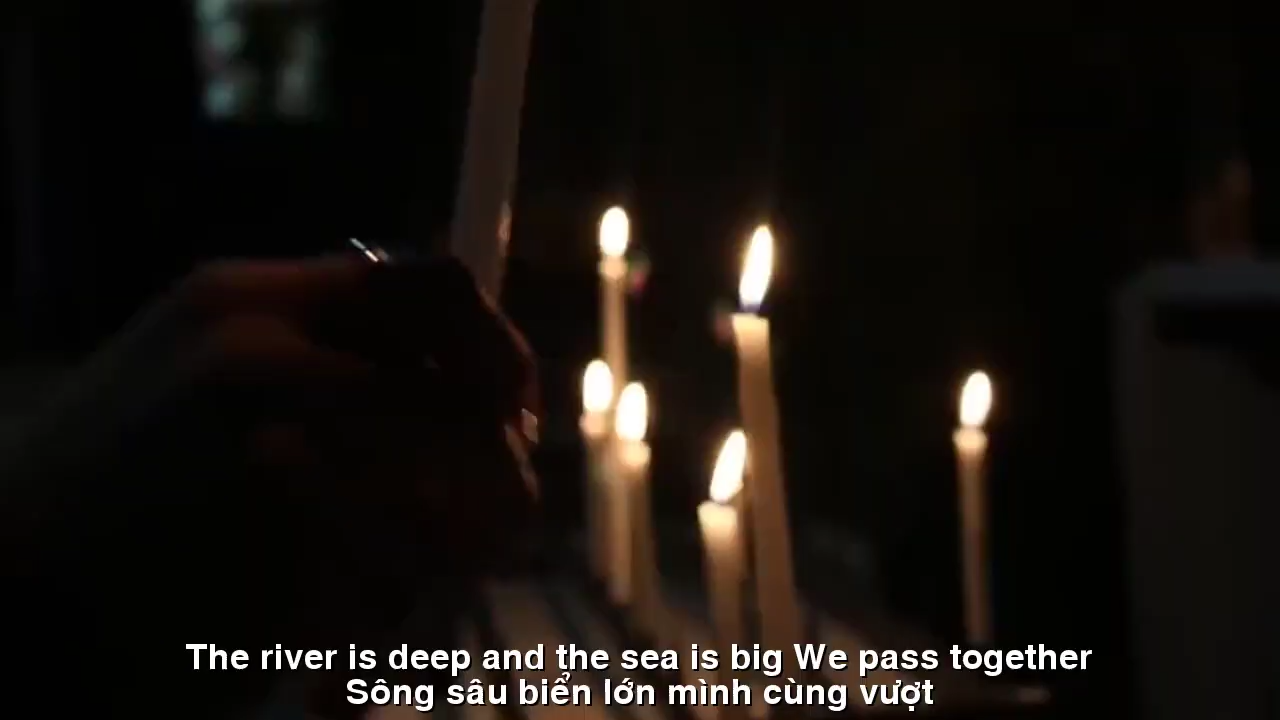 The river is deep and the sea is big We pass together
Sông sâu biển lớn mình cùng vượt